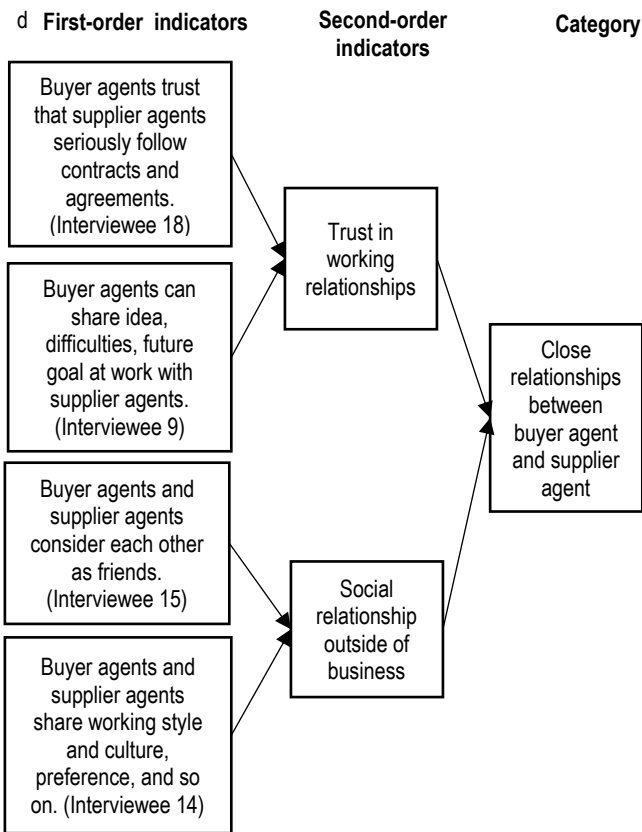 d First-order indicators
Second-order
indicators
Category
Buyer agents trust
that supplier agents
seriously follow
contracts and
agreements.
(Interviewee 18)
Buyer agents can
share idea,
difficulties, future
goal at work with
supplier agents.
(Interviewee 9)
Buyer agents and
supplier agents
consider each other
as friends.
(Interviewee 15)
Buyer agents and
supplier agents
share working style
and culture,
preference, and so
on. (Interviewee 14)
Trust in
working
relationships
Social
relationship
outside of
business
Close
relationships
between
buyer agent
and supplier
agent